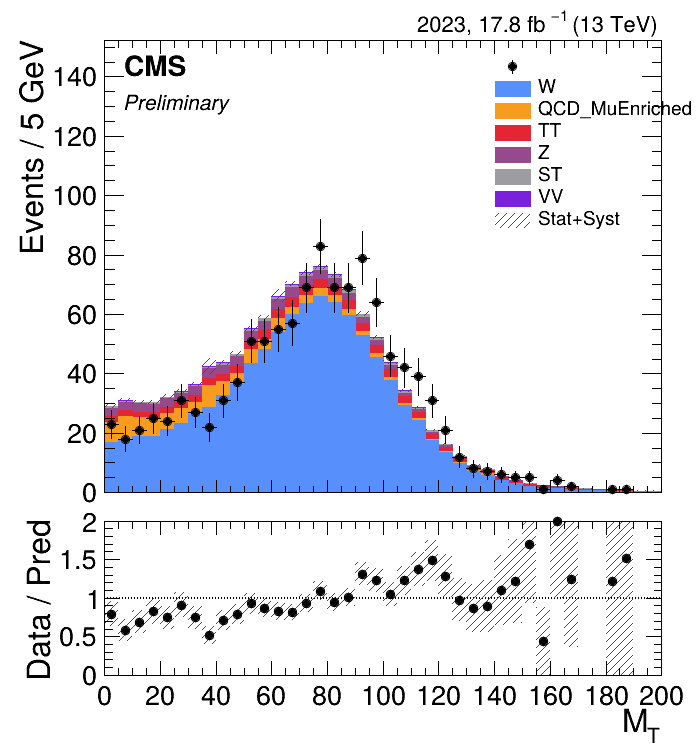 2023, 17.8 fb⁻¹ (13 TeV)
CMS
Preliminary
W
QCD_MuEnriched
TT
Z
ST
VV
Stat+Syst
Events / 5 GeV
140
120
100
80
60
40
20
0
Data / Pred
2
1.5
1
0.5
0
0 20 40 60 80 100 120 140 160 180 200
M_T